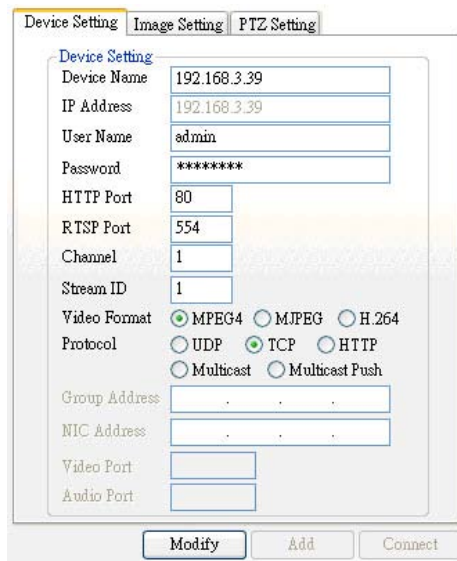 Device Setting Image Setting PTZ Setting
Device Setting
Device Name 192.168.3.39
IP Address 192.168.3.39
User Name admin
Password ********
HTTP Port 80
RTSP Port 554
Channel 1
Stream ID 1
Video Format MPEG4 MJPEG H.264
Protocol UDP TCP HTTP
Multicast Multicast Push
Group Address . . .
NIC Address . . .
Video Port
Audio Port
Modify Add Connect